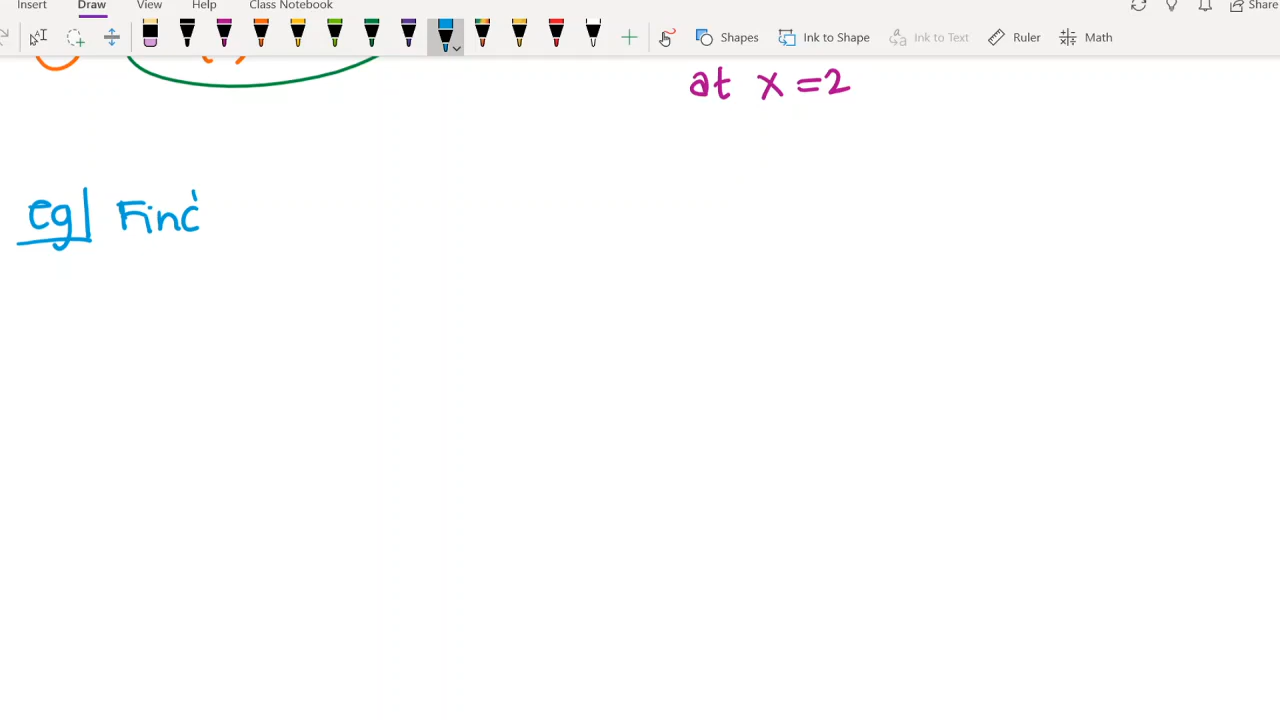 Insert Draw View Help Class Notebook Share
Shapes Ink to Shape Ink to Text Ruler Math
at x = 2
eg Find